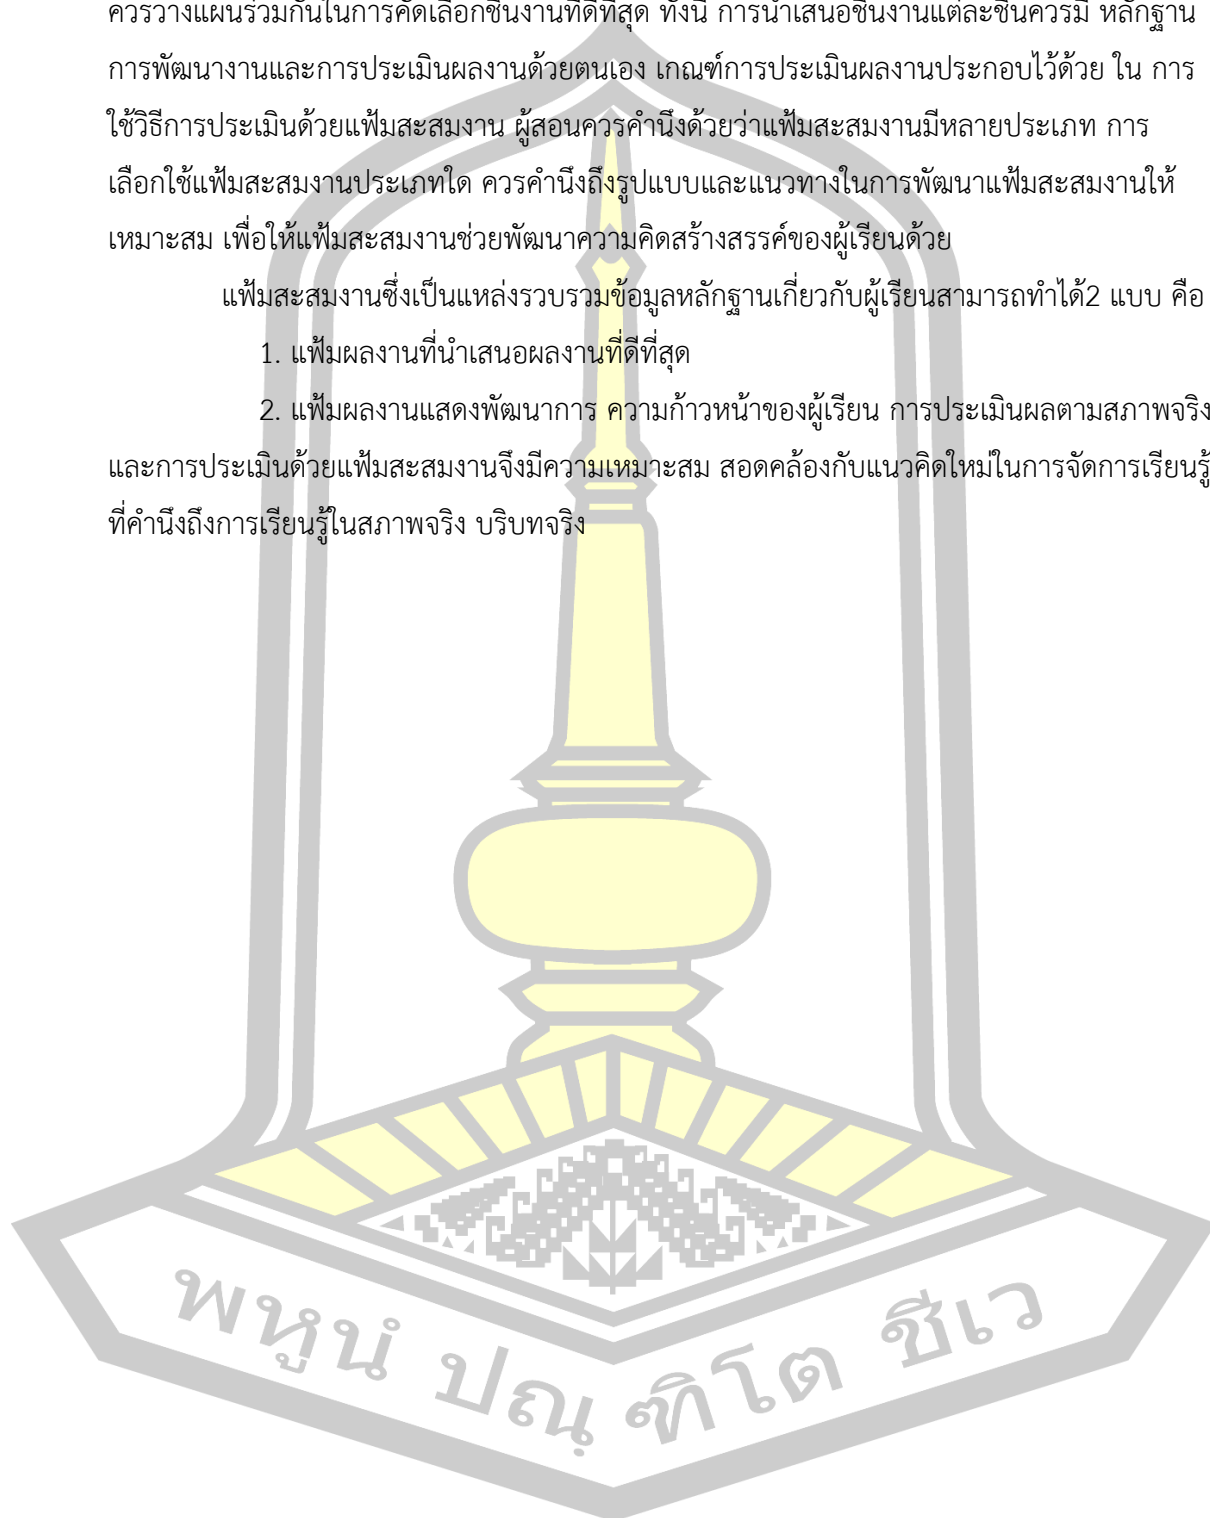 ควรวางแผนร่วมกันในการคัดเลือกชิ้นงานที่ดีที่สุด ทั้งนี้ การนำเสนอชิ้นงานแต่ละชิ้นควรมี หลักฐาน
การพัฒนางานและการประเมินผลงานด้วยตนเอง เกณฑ์การประเมินผลงานประกอบไว้ด้วย ใน การ
ใช้วิธีการประเมินด้วยแฟ้มสะสมงาน ผู้สอนควรคำนึงด้วยว่าแฟ้มสะสมงานมีหลายประเภท การ
เลือกใช้แฟ้มสะสมงานประเภทใด ควรคำนึงถึงรูปแบบและแนวทางในการพัฒนาแฟ้มสะสมงานให้
เหมาะสม เพื่อให้แฟ้มสะสมงานช่วยพัฒนาความคิดสร้างสรรค์ของผู้เรียนด้วย
แฟ้มสะสมงานซึ่งเป็นแหล่งรวบรวมข้อมูลหลักฐานเกี่ยวกับผู้เรียนสามารถทำได้2 แบบ คือ
1. แฟ้มผลงานที่นำเสนอผลงานที่ดีที่สุด
2. แฟ้มผลงานแสดงพัฒนาการ ความก้าวหน้าของผู้เรียน การประเมินผลตามสภาพจริง
และการประเมินด้วยแฟ้มสะสมงานจึงมีความเหมาะสม สอดคล้องกับแนวคิดใหม่ในการจัดการเรียนรู้
ที่คำนึงถึงการเรียนรู้ในสภาพจริง บริบทจริง
พหูนํ ปณฺฑิโต ชีเว